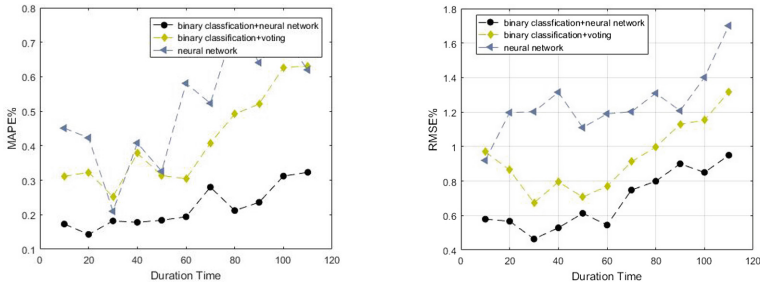 binary classfication+neural network
binary classification+voting
neural network
0.8
0.7
0.6
0.5
0.4
0.3
0.2
0.1
MAPE%
0 20 40 60 80 100 120
Duration Time
binary classfication+neural network
binary classification+voting
neural network
1.8
1.6
1.4
1.2
1
0.8
0.6
0.4
RMSE%
0 20 40 60 80 100 120
Duration Time